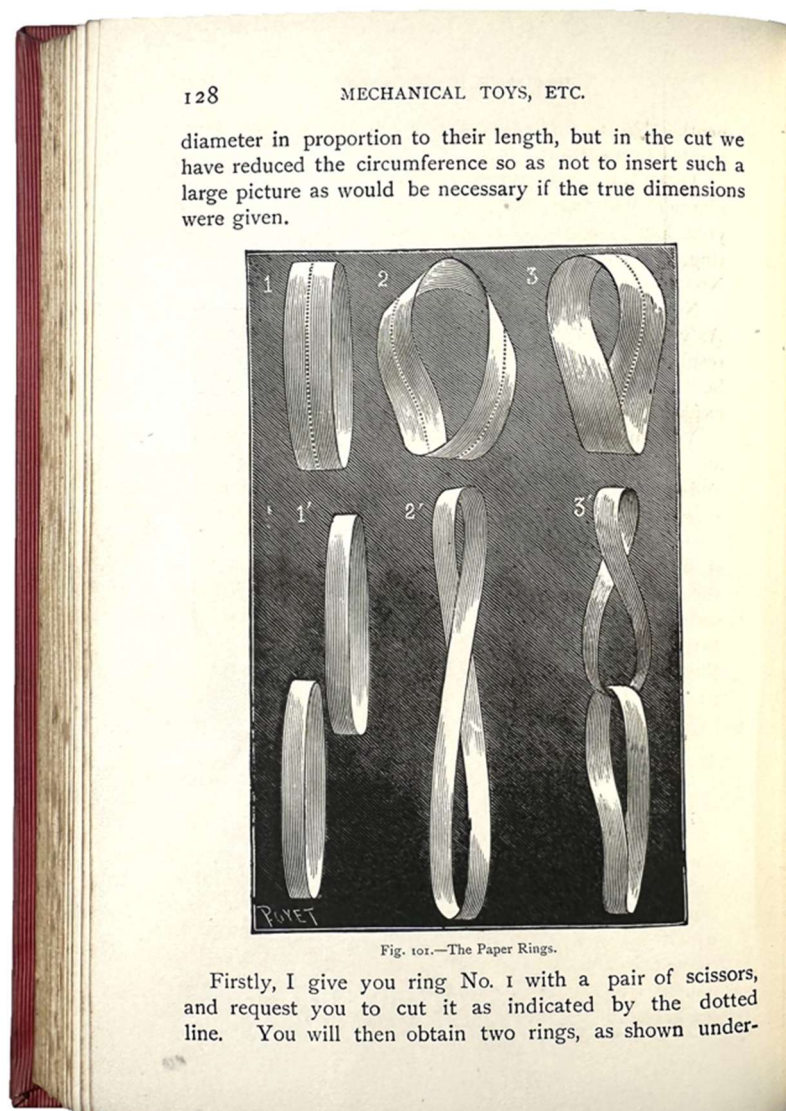 128 MECHANICAL TOYS, ETC.
diameter in proportion to their length, but in the cut we
have reduced the circumference so as not to insert such a
large picture as would be necessary if the true dimensions
were given.
1 2 3
1′ 2′ 3′
POYET
Fig. 101.—The Paper Rings.
Firstly, I give you ring No. 1 with a pair of scissors,
and request you to cut it as indicated by the dotted
line. You will then obtain two rings, as shown under-